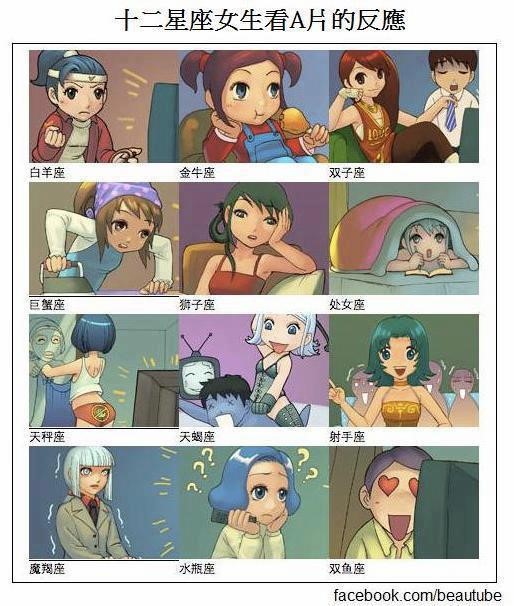 十二星座女生看A片的反應
白羊座
金牛座
双子座
巨蟹座
狮子座
处女座
天秤座
天蝎座
射手座
魔羯座
水瓶座
双鱼座
facebook.com/beautube